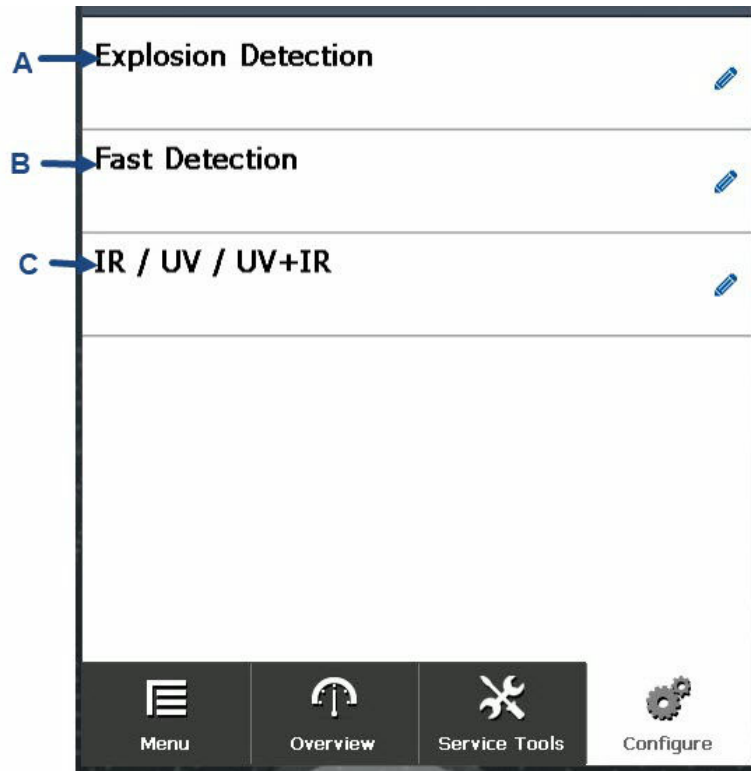 A Explosion Detection
B Fast Detection
C IR / UV / UV+IR
Menu Overview Service Tools Configure